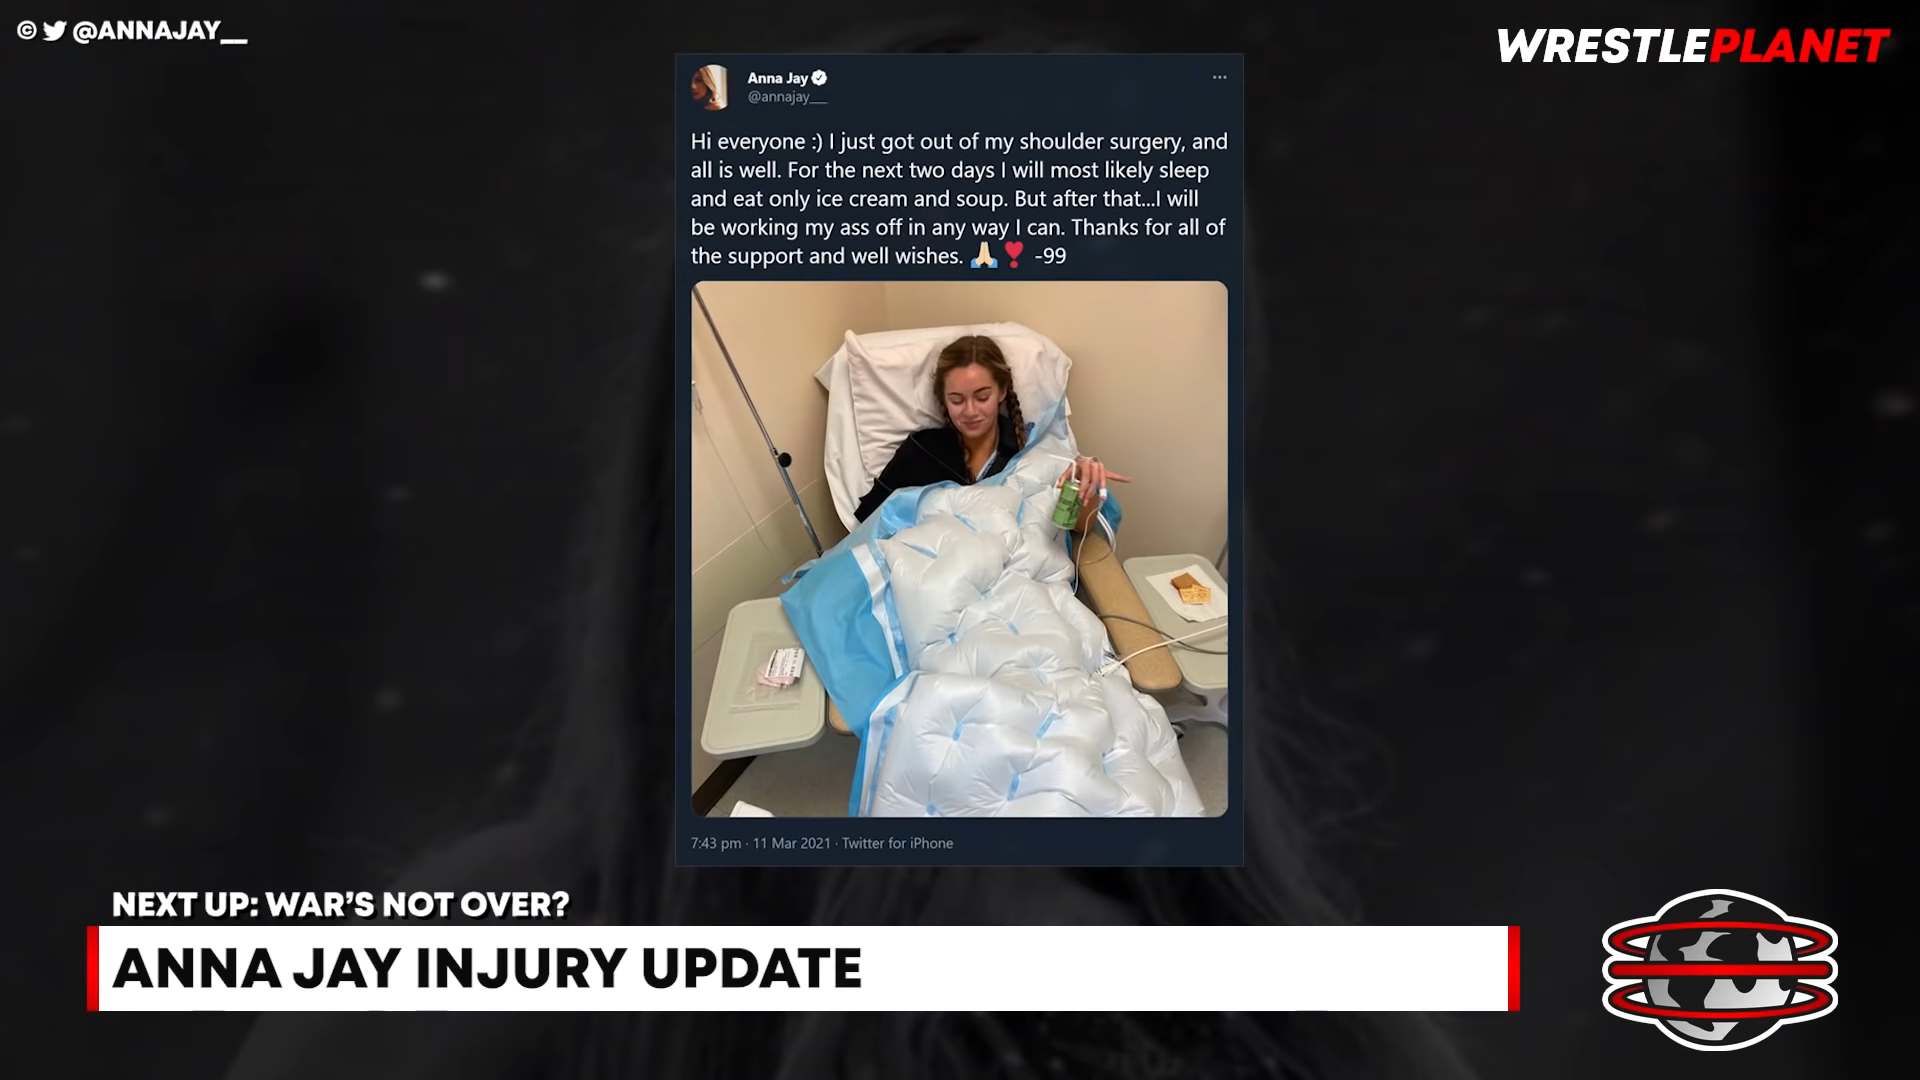 © @ANNAJAY__
WRESTLEPLANET
Anna Jay
@annajay__
Hi everyone :) I just got out of my shoulder surgery, and
all is well. For the next two days I will most likely sleep
and eat only ice cream and soup. But after that...I will
be working my ass off in any way I can. Thanks for all of
the support and well wishes. 🙏🏼❣️ -99
7:43 pm · 11 Mar 2021 · Twitter for iPhone
NEXT UP: WAR'S NOT OVER?
ANNA JAY INJURY UPDATE